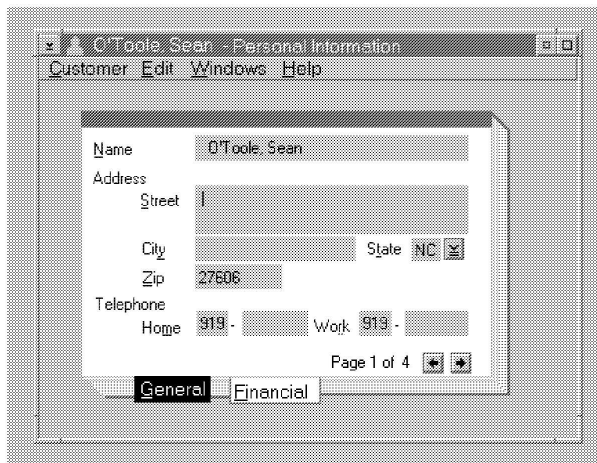 O'Toole, Sean - Personal Information
Customer Edit Windows Help
Name O'Toole, Sean
Address
Street
City State NC
Zip 27606
Telephone
Home 919 - Work 919 -
Page 1 of 4
General Financial